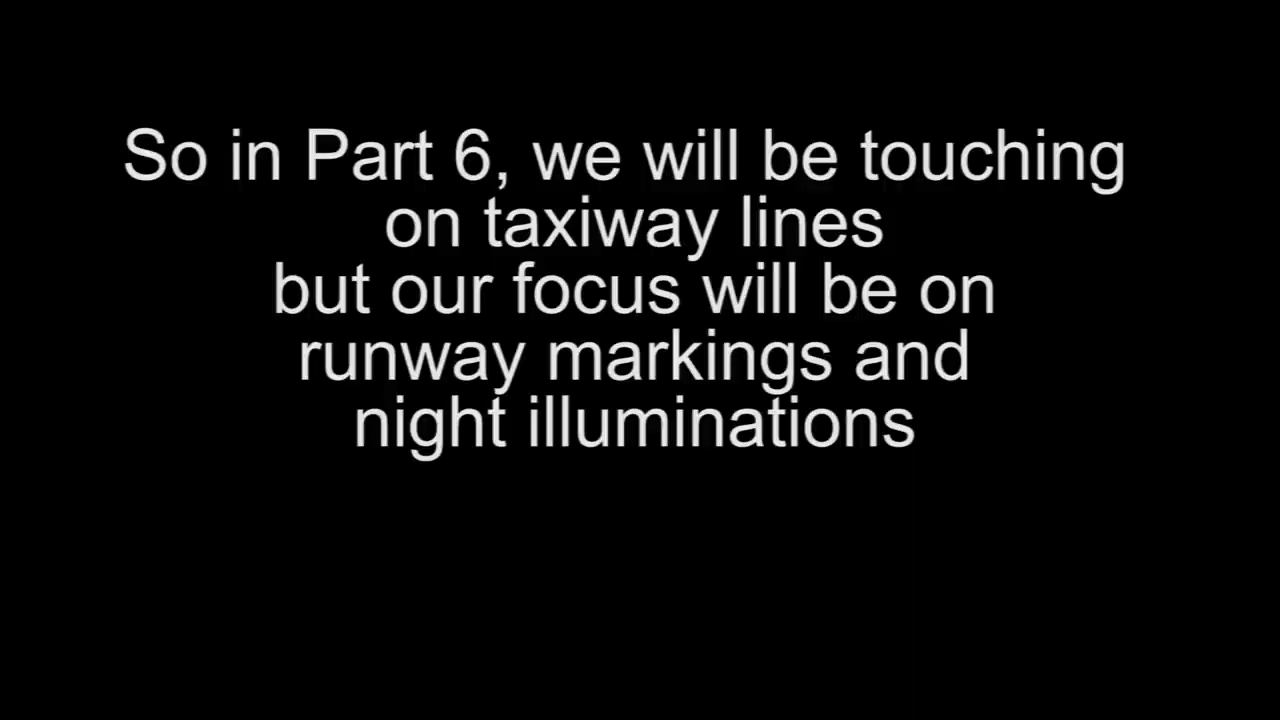 So in Part 6, we will be touching
on taxiway lines
but our focus will be on
runway markings and
night illuminations